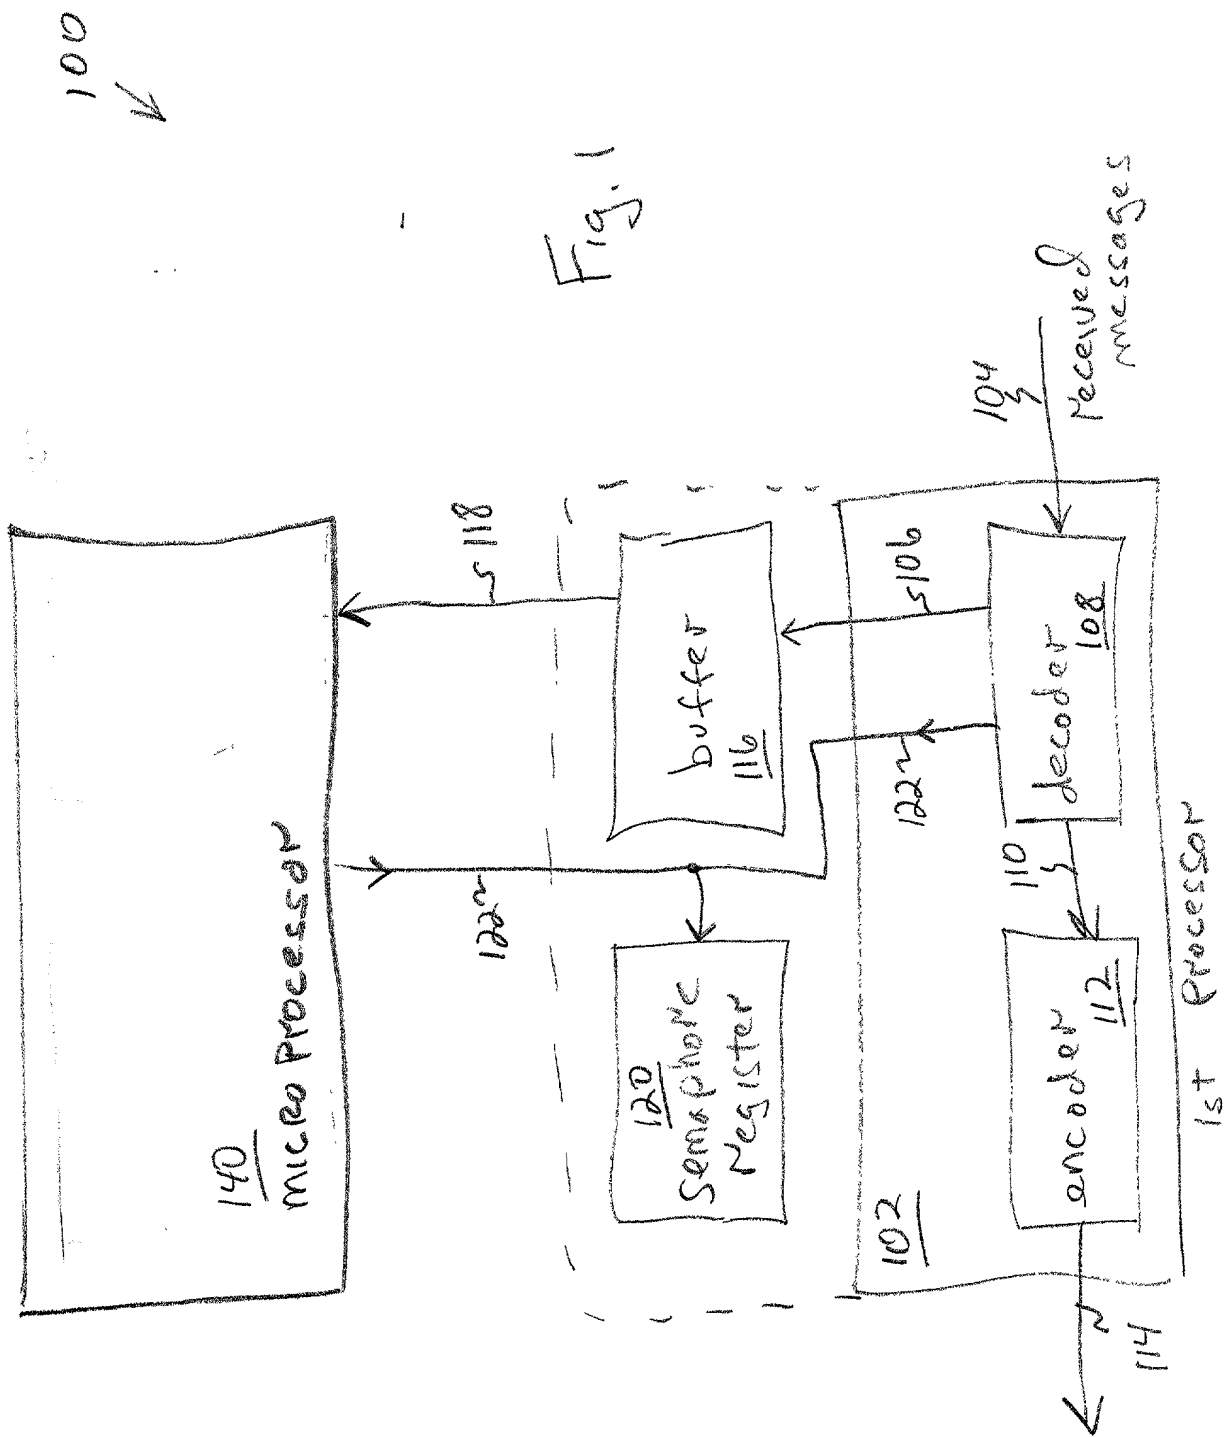 100
140
micro processor
118
122
Fig. 1
120
semaphore
register
buffer
116
102
122
106
104
received
messages
110
encoder
112
decoder
108
114
1st processor